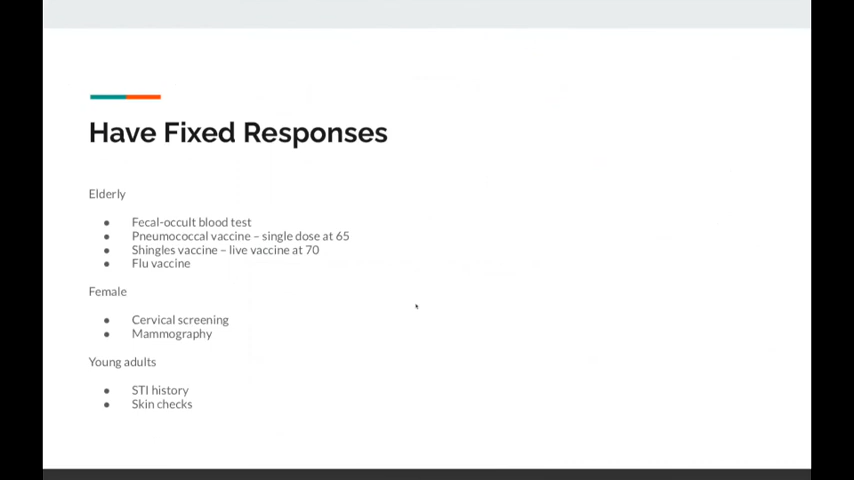 Have Fixed Responses
Elderly
● Fecal-occult blood test
● Pneumococcal vaccine – single dose at 65
● Shingles vaccine – live vaccine at 70
● Flu vaccine
Female
● Cervical screening
● Mammography
Young adults
● STI history
● Skin checks